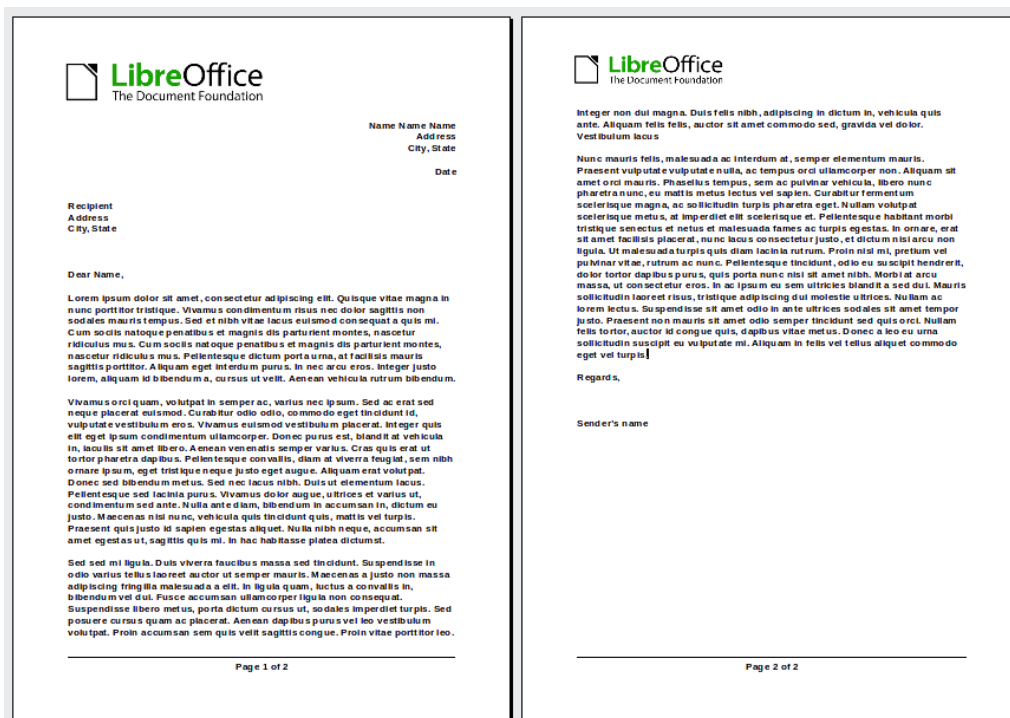 LibreOffice
The Document Foundation
Name Name Name
Address
City, State
Date
Recipient
Address
City, State
Dear Name,
Lorem ipsum dolor sit amet, consectetur adipiscing elit. Quisque vitae magna in
nunc porttitor tristique. Vivamus condimentum risus nec dolor sagittis non
sodales mauris tempus. Sed et nibh vitae lacus euismod consequat a quis mi.
Cum sociis natoque penatibus et magnis dis parturient montes, nascetur
ridiculus mus. Cum sociis natoque penatibus et magnis dis parturient montes,
nascetur ridiculus mus. Pellentesque dictum porta urna, at facilisis mauris
sagittis porttitor. Aliquam eget interdum purus. In nec arcu eros. Integer justo
lorem, aliquam id bibendum a, cursus ut velit. Aenean vehicula rutrum bibendum.
Vivamus orci quam, volutpat in semper ac, varius nec ipsum. Sed ac erat sed
neque placerat euismod. Curabitur odio odio, commodo eget tincidunt id,
vulputate vestibulum eros. Vivamus euismod vestibulum placerat. Integer quis
elit eget ipsum condimentum ullamcorper. Donec purus est, blandit at vehicula
in, iaculis sit amet libero. Aenean venenatis semper varius. Cras quis erat ut
tortor pharetra dapibus. Pellentesque convallis, diam at viverra feugiat, sem nibh
ornare ipsum, eget tristique neque justo eget augue. Aliquam erat volutpat.
Donec sed bibendum metus. Sed nec lacus nibh. Duis ut elementum lacus.
Pellentesque sed lacinia purus. Vivamus dolor augue, ultrices et varius ut,
condimentum sed ante. Nulla ante diam, bibendum in accumsan in, dictum eu
justo. Maecenas nisi nunc, vehicula quis tincidunt quis, mattis vel turpis.
Praesent quis justo id sapien egestas aliquet. Nulla nibh neque, accumsan sit
amet egestas ut, sagittis quis mi. In hac habitasse platea dictumst.
Sed sed mi ligula. Duis viverra faucibus massa sed tincidunt. Suspendisse in
odio varius tellus laoreet auctor ut semper mauris. Maecenas a justo non massa
adipiscing fringilla malesuada a elit. In ligula quam, luctus a convallis in,
bibendum vel dui. Fusce accumsan ullamcorper ligula non consequat.
Suspendisse libero metus, porta dictum cursus ut, sodales imperdiet turpis. Sed
posuere cursus quam ac placerat. Aenean dapibus purus vel leo vestibulum
volutpat. Proin accumsan sem quis velit sagittis congue. Proin vitae porttitor leo.
Page 1 of 2
LibreOffice
The Document Foundation
Integer non dui magna. Duis felis nibh, adipiscing in dictum in, vehicula quis
ante. Aliquam felis felis, auctor sit amet commodo sed, gravida vel dolor.
Vestibulum lacus
Nunc mauris felis, malesuada ac interdum at, semper elementum mauris.
Praesent vulputate vulputate nulla, ac tempus orci ullamcorper non. Aliquam sit
amet orci mauris. Phasellus tempus, sem ac pulvinar vehicula, libero nunc
pharetra nunc, eu mattis metus lectus vel sapien. Curabitur fermentum
scelerisque magna, ac sollicitudin turpis pharetra eget. Nullam volutpat
scelerisque metus, at imperdiet elit scelerisque et. Pellentesque habitant morbi
tristique senectus et netus et malesuada fames ac turpis egestas. In ornare, erat
sit amet facilisis placerat, nunc lacus consectetur justo, et dictum nisi arcu non
ligula. Ut malesuada turpis quis diam lacinia rutrum. Proin nisl mi, pretium vel
pulvinar vitae, rutrum ac nunc. Pellentesque tincidunt, odio eu suscipit hendrerit,
dolor tortor dapibus purus, quis porta nunc nisi sit amet nibh. Morbi at arcu
massa, ut consectetur eros. In ac ipsum eu sem ultricies blandit a sed dui. Mauris
sollicitudin laoreet risus, tristique adipiscing dui molestie ultrices. Nullam ac
lorem lectus. Suspendisse sit amet odio in ante ultrices sodales sit amet tempor
justo. Praesent non mauris sit amet odio semper tincidunt sed quis orci. Nullam
felis tortor, auctor id congue quis, dapibus vitae metus. Donec a leo eu urna
sollicitudin suscipit eu vulputate mi. Aliquam in felis vel tellus aliquet commodo
eget vel turpis.
Regards,
Sender's name
Page 2 of 2